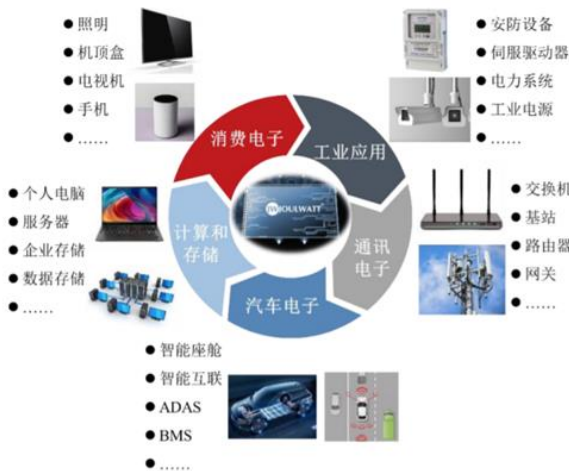 ● 照明
● 机顶盒
● 电视机
● 手机
● ……
● 安防设备
● 伺服驱动器
● 电力系统
● 工业电源
● ……
消费电子
工业应用
● 个人电脑
● 服务器
● 企业存储
● 数据存储
● ……
计算和
存储
JOULWATT
通讯
电子
● 交换机
● 基站
● 路由器
● 网关
● ……
汽车电子
● 智能座舱
● 智能互联
● ADAS
● BMS
● ……